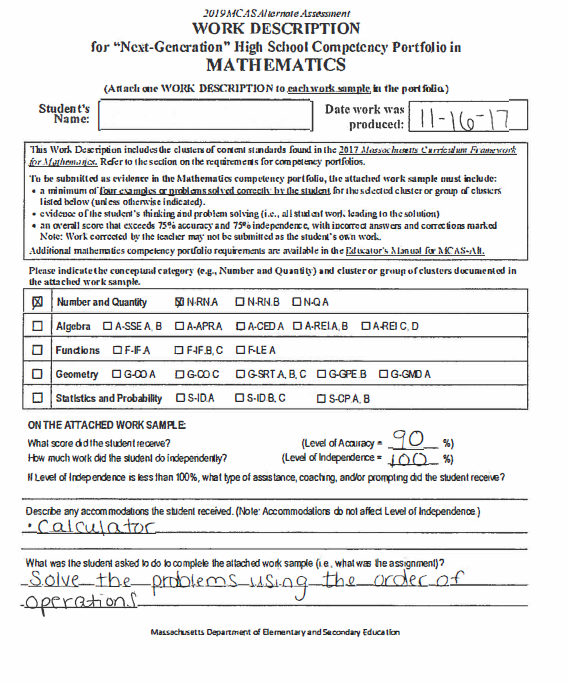 2019 MCAS Alternate Assessment
WORK DESCRIPTION
for “Next-Generation” High School Competency Portfolio in
MATHEMATICS
(Attach one WORK DESCRIPTION to each work sample in the portfolio.)
Student's Name:
Date work was produced: 11-16-17
This Work Description includes the clusters of content standards found in the 2017 Massachusetts Curriculum Framework
for Mathematics. Refer to the section on the requirements for competency portfolios.
To be submitted as evidence in the Mathematics competency portfolio, the attached work sample must include:
• a minimum of four examples or problems solved correctly by the student for the selected cluster or group of clusters
listed below (unless otherwise indicated).
• evidence of the student's thinking and problem solving (i.e., all student work leading to the solution)
• an overall score that exceeds 75% accuracy and 75% independence, with incorrect answers and corrections marked
Note: Work corrected by the teacher may not be submitted as the student's own work.
Additional mathematics competency portfolio requirements are available in the Educator's Manual for MCAS-Alt.
Please indicate the conceptual category (e.g., Number and Quantity) and cluster or group of clusters documented in
the attached work sample.
☒ Number and Quantity ☒ N-RN.A ☐ N-RN.B ☐ N-Q.A
☐ Algebra ☐ A-SSE A, B ☐ A-APR.A ☐ A-CED.A ☐ A-REI.A, B ☐ A-REI C, D
☐ Functions ☐ F-IF.A ☐ F-IF.B, C ☐ F-LE.A
☐ Geometry ☐ G-CO.A ☐ G-CO C ☐ G-SRT A, B, C ☐ G-GPE B ☐ G-GMD A
☐ Statistics and Probability ☐ S-ID.A ☐ S-ID B, C ☐ S-CP A, B
ON THE ATTACHED WORK SAMPLE:
What score did the student receive? (Level of Accuracy = 90 %)
How much work did the student do independently? (Level of Independence = 100 %)
If Level of Independence is less than 100%, what type of assistance, coaching, and/or prompting did the student receive?
Describe any accommodations the student received. (Note: Accommodations do not affect Level of Independence.)
• Calculator
What was the student asked to do to complete the attached work sample (i.e., what was the assignment)?
Solve the problems using the order of
operations
Massachusetts Department of Elementary and Secondary Education